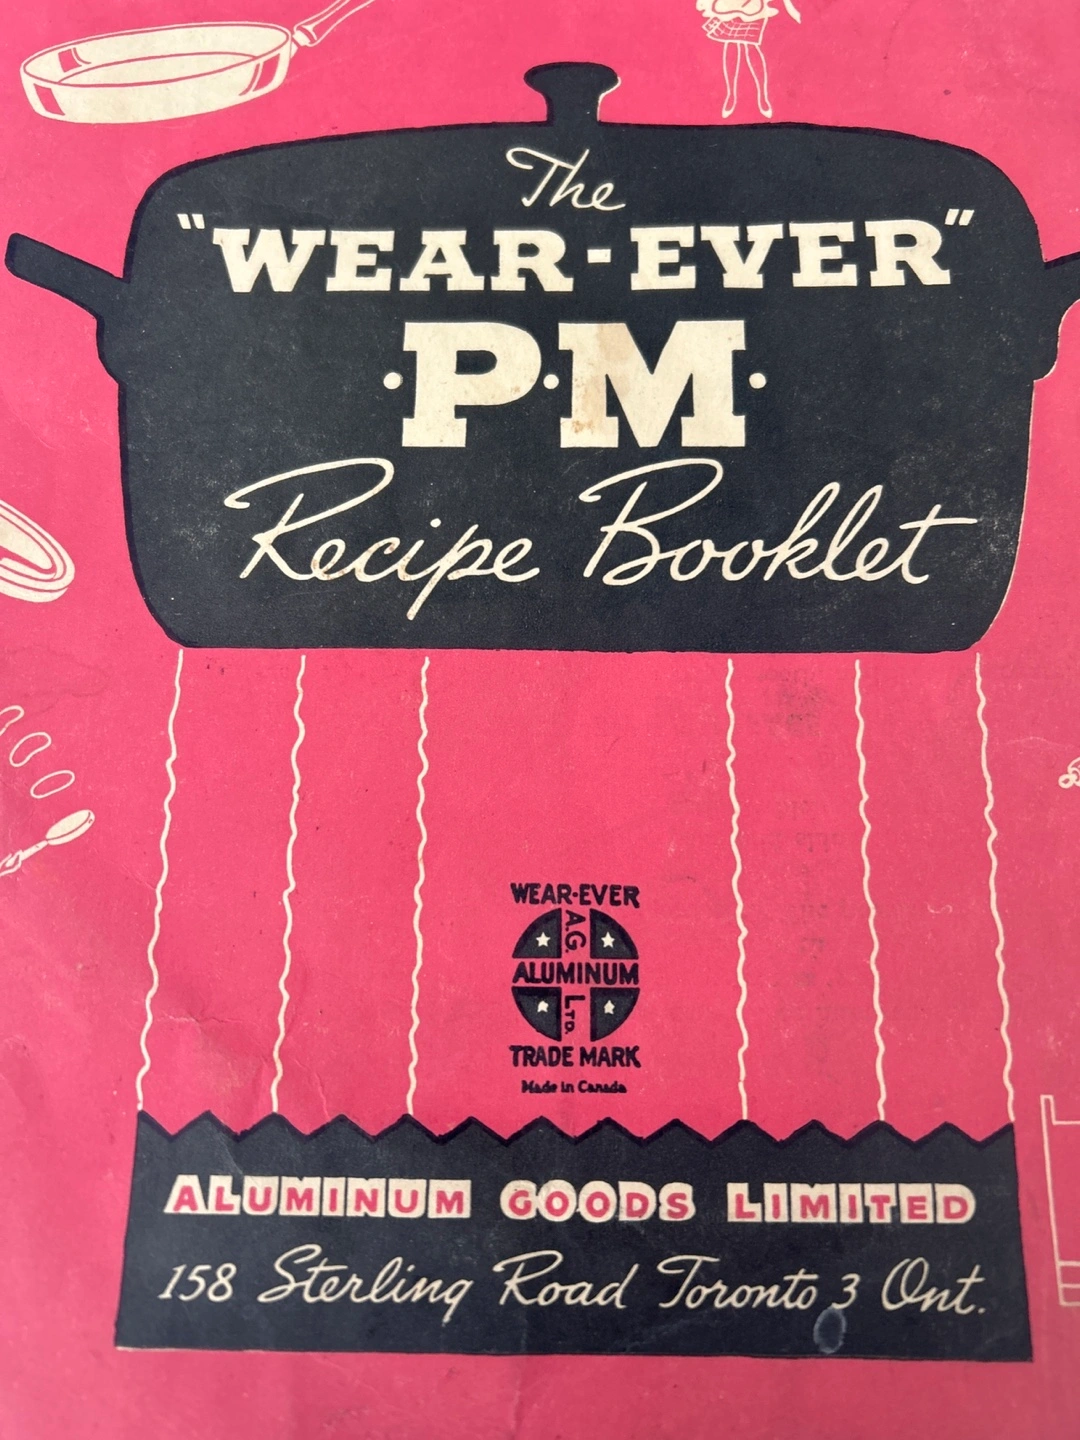 The
"WEAR-EVER"
·P·M·
Recipe Booklet
WEAR·EVER
A.G.
ALUMINUM
LTD.
TRADE MARK
Made in Canada
ALUMINUM GOODS LIMITED
158 Sterling Road Toronto 3 Ont.